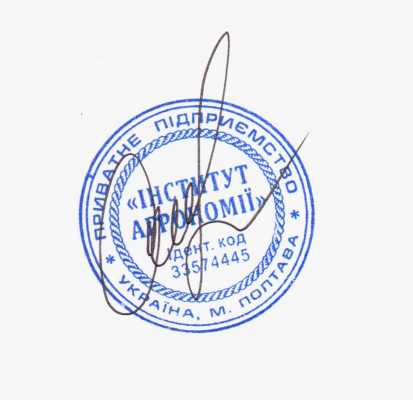 ПРИВАТНЕ ПІДПРИЄМСТВО
«ІНСТИТУТ
АГРОНОМІЇ»
Ідент. код
33574445
* УКРАЇНА, М. ПОЛТАВА *